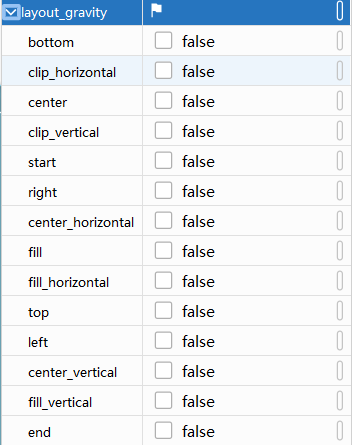 layout_gravity
bottom false
clip_horizontal false
center false
clip_vertical false
start false
right false
center_horizontal false
fill false
fill_horizontal false
top false
left false
center_vertical false
fill_vertical false
end false